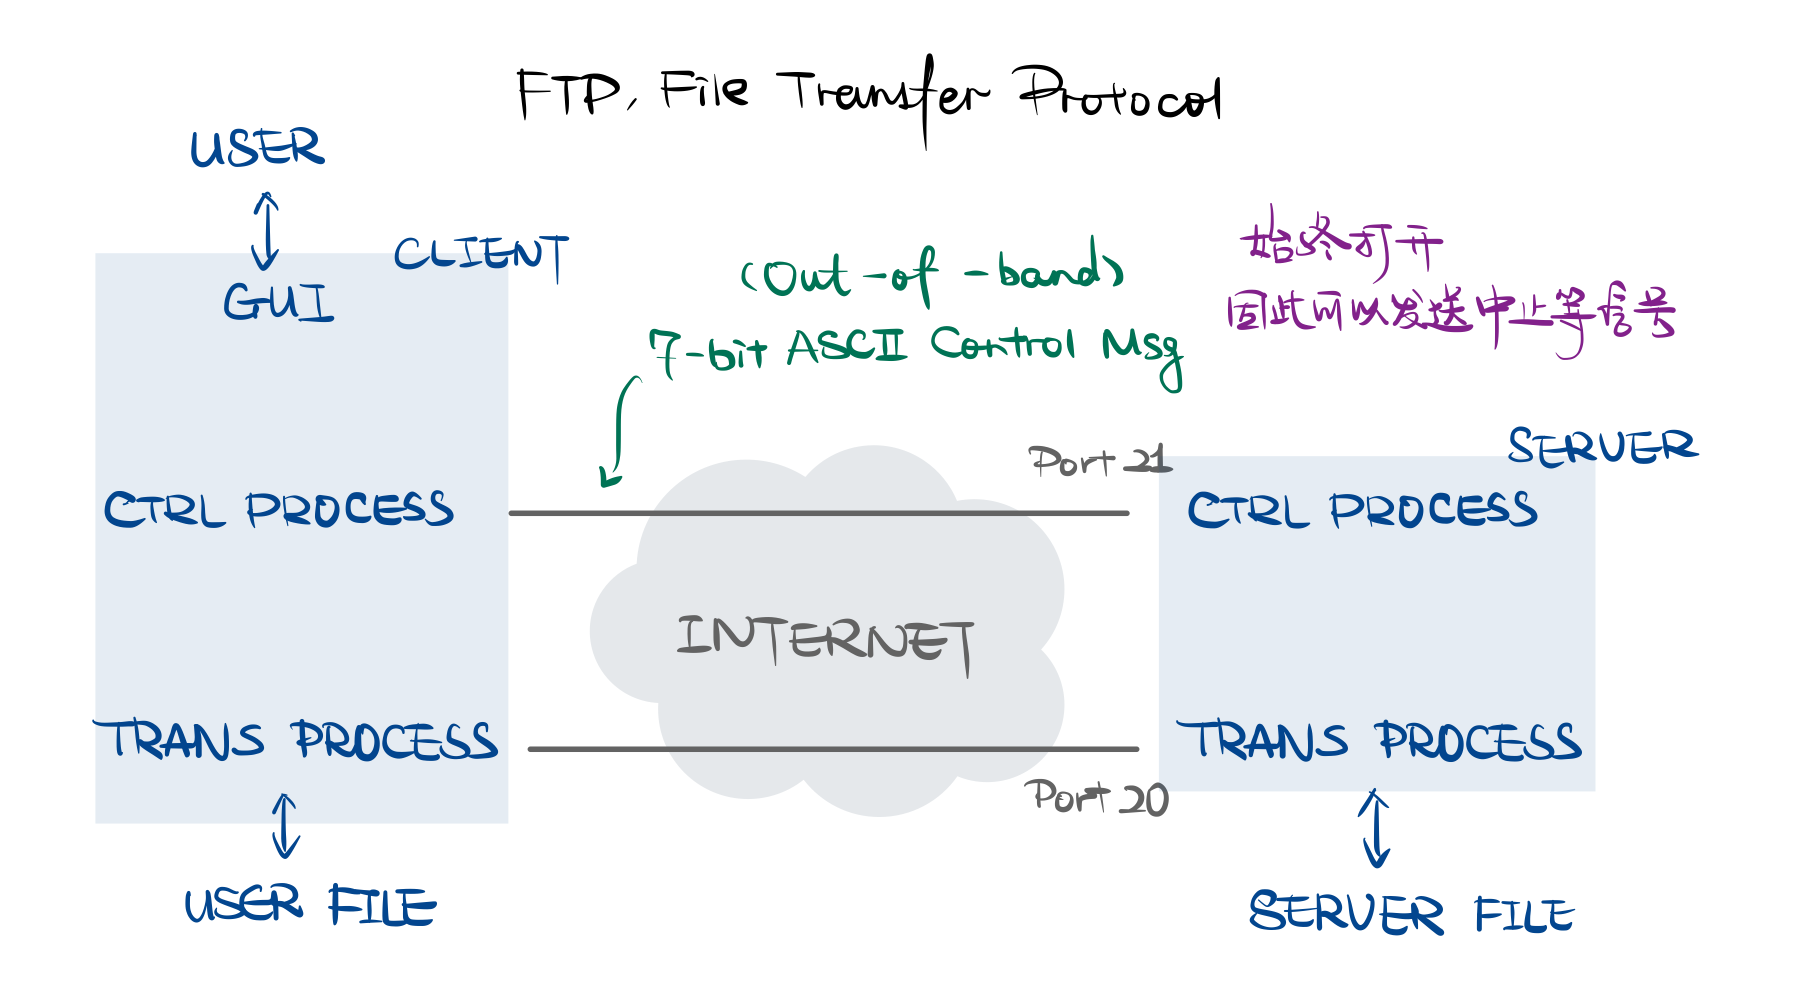 FTP, File Transfer Protocol
USER
CLIENT
GUI
(Out-of-band)
7-bit ASCII Control Msg
始终打开
因此可以发送中止等信号
Port 21
SERVER
CTRL PROCESS
CTRL PROCESS
INTERNET
TRANS PROCESS
TRANS PROCESS
Port 20
USER FILE
SERVER FILE